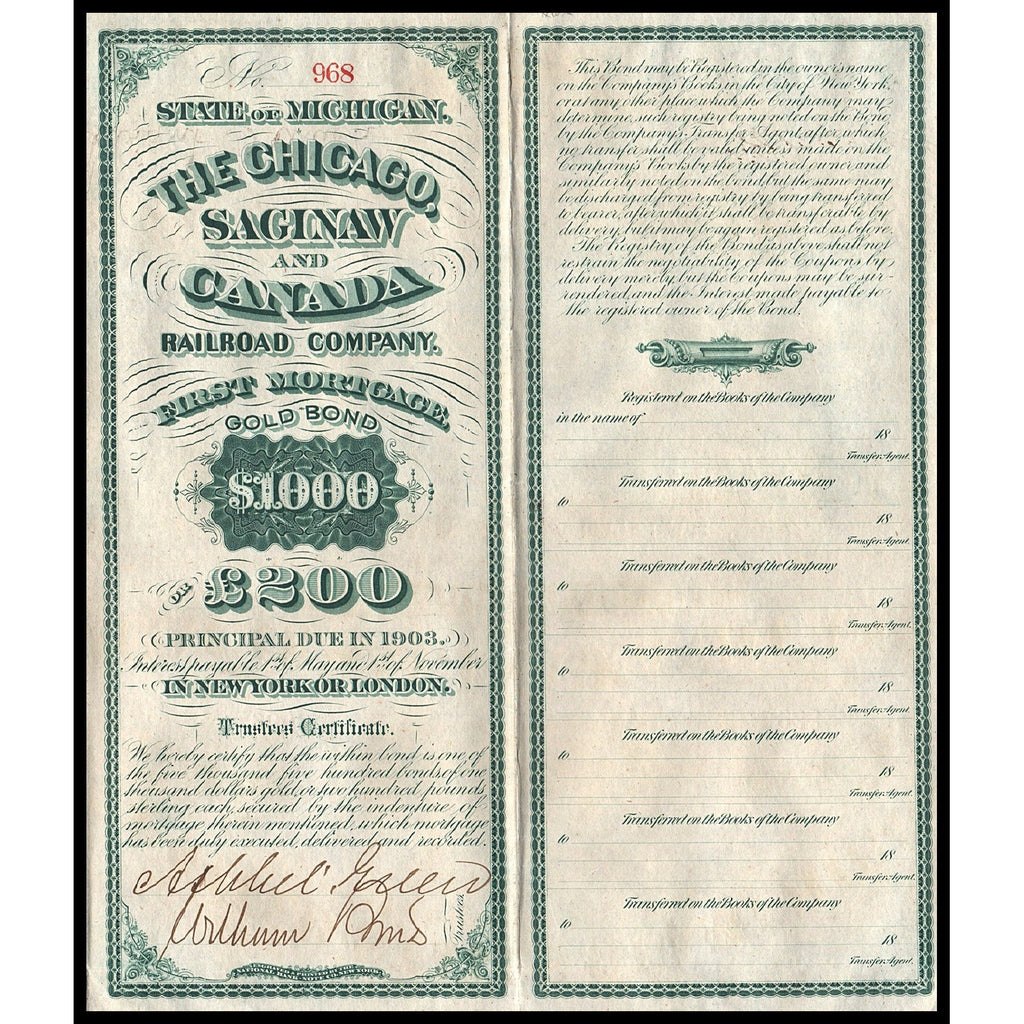 No. 968
STATE OF MICHIGAN.
THE CHICAGO,
SAGINAW
AND
CANADA
RAILROAD COMPANY.
FIRST MORTGAGE
GOLD BOND
$1000
OR £200
PRINCIPAL DUE IN 1903.
Interest payable 1st of May and 1st of November
IN NEW YORK OR LONDON.
Trustees Certificate.
We hereby certify that the within bond is one of
the five thousand five hundred bonds of one
thousand dollars gold, or two hundred pounds,
sterling each, secured by the indenture of
mortgage therein mentioned, which mortgage
has been duly executed, delivered and recorded.
Ashbel Green
William Bond
Trustees
NATIONAL BANK NOTE CO. NEW YORK
This Bond may be Registered in the owner's name
on the Company's Books in the City of New York,
or at any other place which the Company may
determine, such registry being noted on the Bond
by the Company's Transfer Agent, after which
no transfer shall be valid unless made on the
Company's Books by the registered owner and
similarly noted on the bond, but the same may
be discharged from registry by being transferred
to bearer, after which it shall be transferable by
delivery, but it may be again registered as before.
The Registry of the Bond as above shall not
restrain the negotiability of the Coupons by
delivery merely, but the Coupons may be sur-
rendered, and the Interest made payable to
the registered owner of the Bond.
Registered on the Books of the Company
in the name of
18
Transfer Agent.
Transferred on the Books of the Company
to
18
Transfer Agent.
Transferred on the Books of the Company
to
18
Transfer Agent.
Transferred on the Books of the Company
to
18
Transfer Agent.
Transferred on the Books of the Company
to
18
Transfer Agent.
Transferred on the Books of the Company
to
18
Transfer Agent.
Transferred on the Books of the Company
to
18
Transfer Agent.